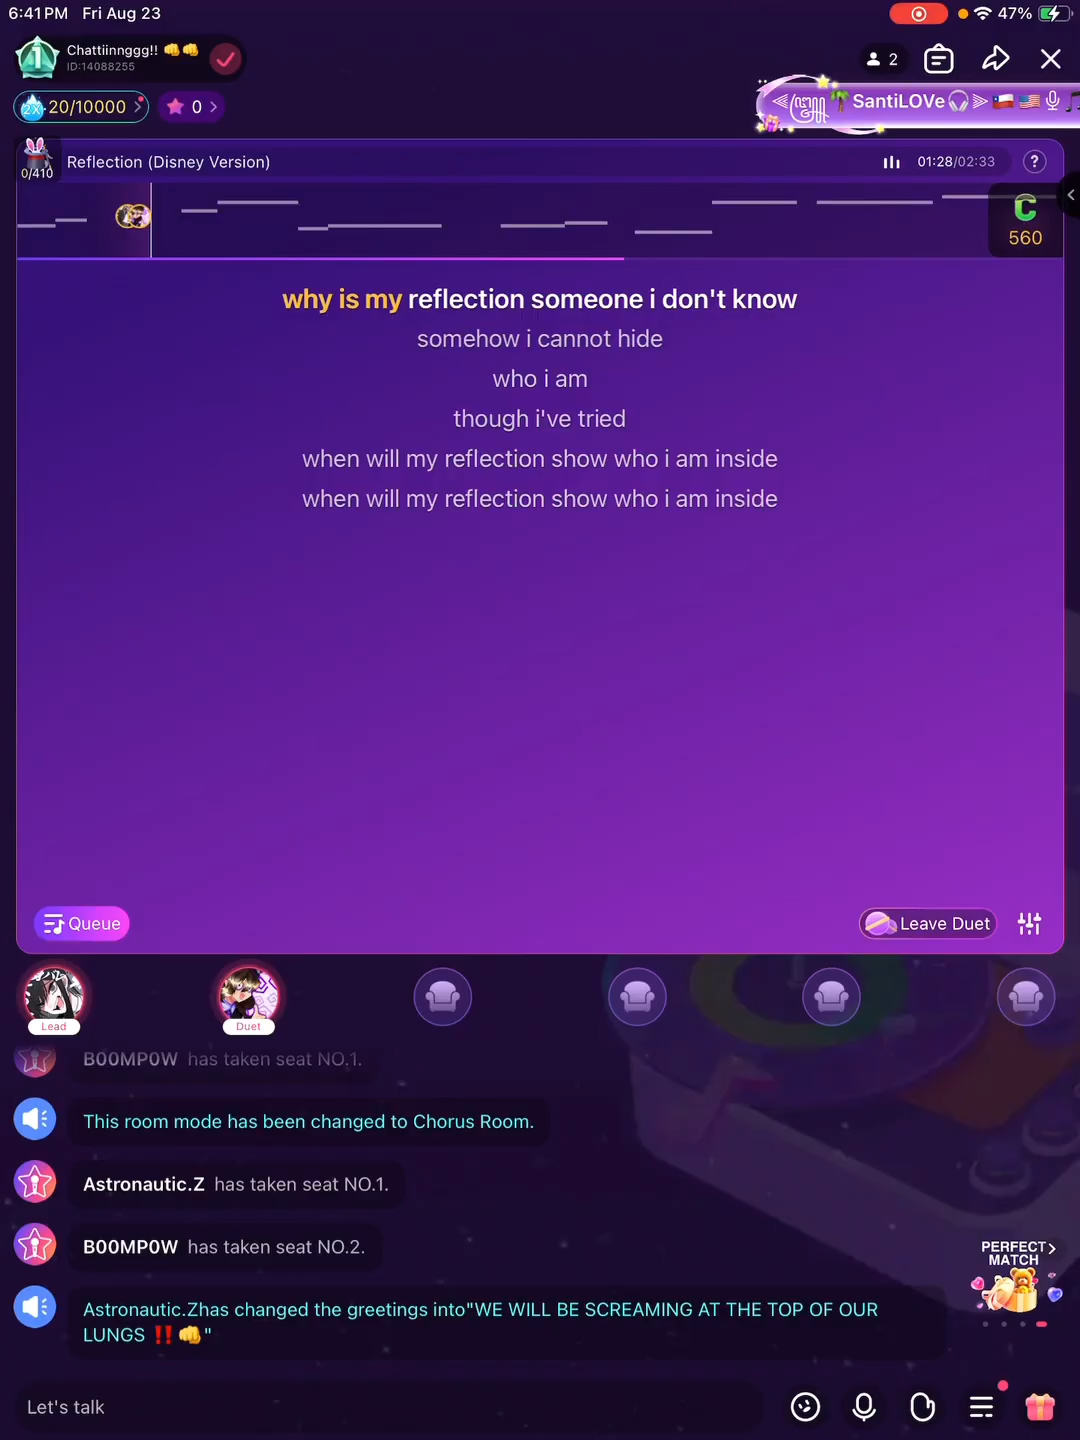 6:41 PM Fri Aug 23
47%
Chattiinnggg!! 👊👊
ID:14088255
2
2X 20/10000
0
SantiLOVe🎧
0/410
Reflection (Disney Version)
01:28/02:33
?
C
560
why is my reflection someone i don't know
somehow i cannot hide
who i am
though i've tried
when will my reflection show who i am inside
when will my reflection show who i am inside
Queue
Leave Duet
Lead
Duet
B00MP0W has taken seat NO.1.
This room mode has been changed to Chorus Room.
Astronautic.Z has taken seat NO.1.
B00MP0W has taken seat NO.2.
PERFECT
MATCH
Astronautic.Zhas changed the greetings into"WE WILL BE SCREAMING AT THE TOP OF OUR
LUNGS ‼️👊"
Let's talk